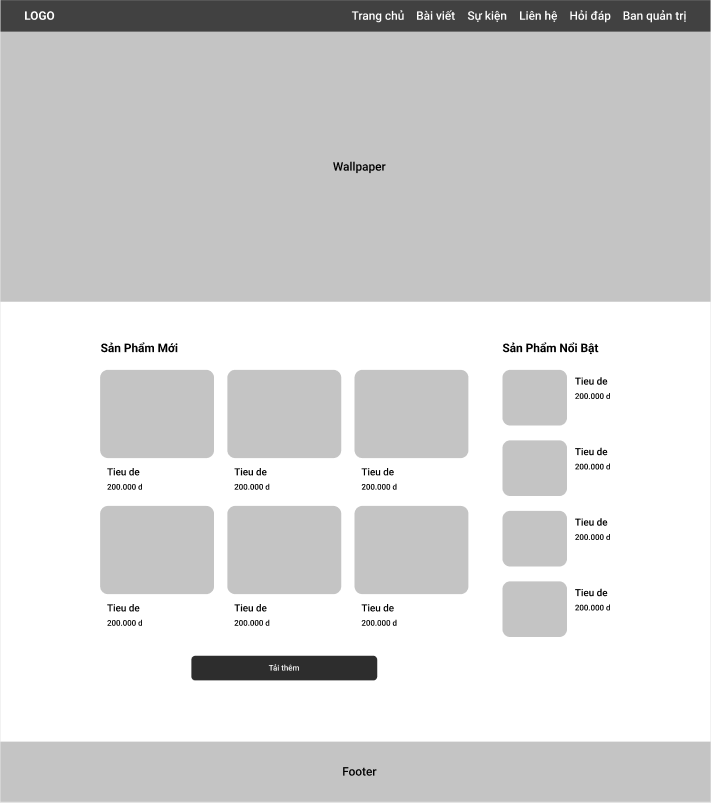 LOGO
Trang chủ Bài viết Sự kiện Liên hệ Hỏi đáp Ban quản trị
Wallpaper
Sản Phẩm Mới
Tieu de
200.000 d
Tieu de
200.000 d
Tieu de
200.000 d
Tieu de
200.000 d
Tieu de
200.000 d
Tieu de
200.000 d
Tải thêm
Sản Phẩm Nổi Bật
Tieu de
200.000 d
Tieu de
200.000 d
Tieu de
200.000 d
Tieu de
200.000 d
Footer